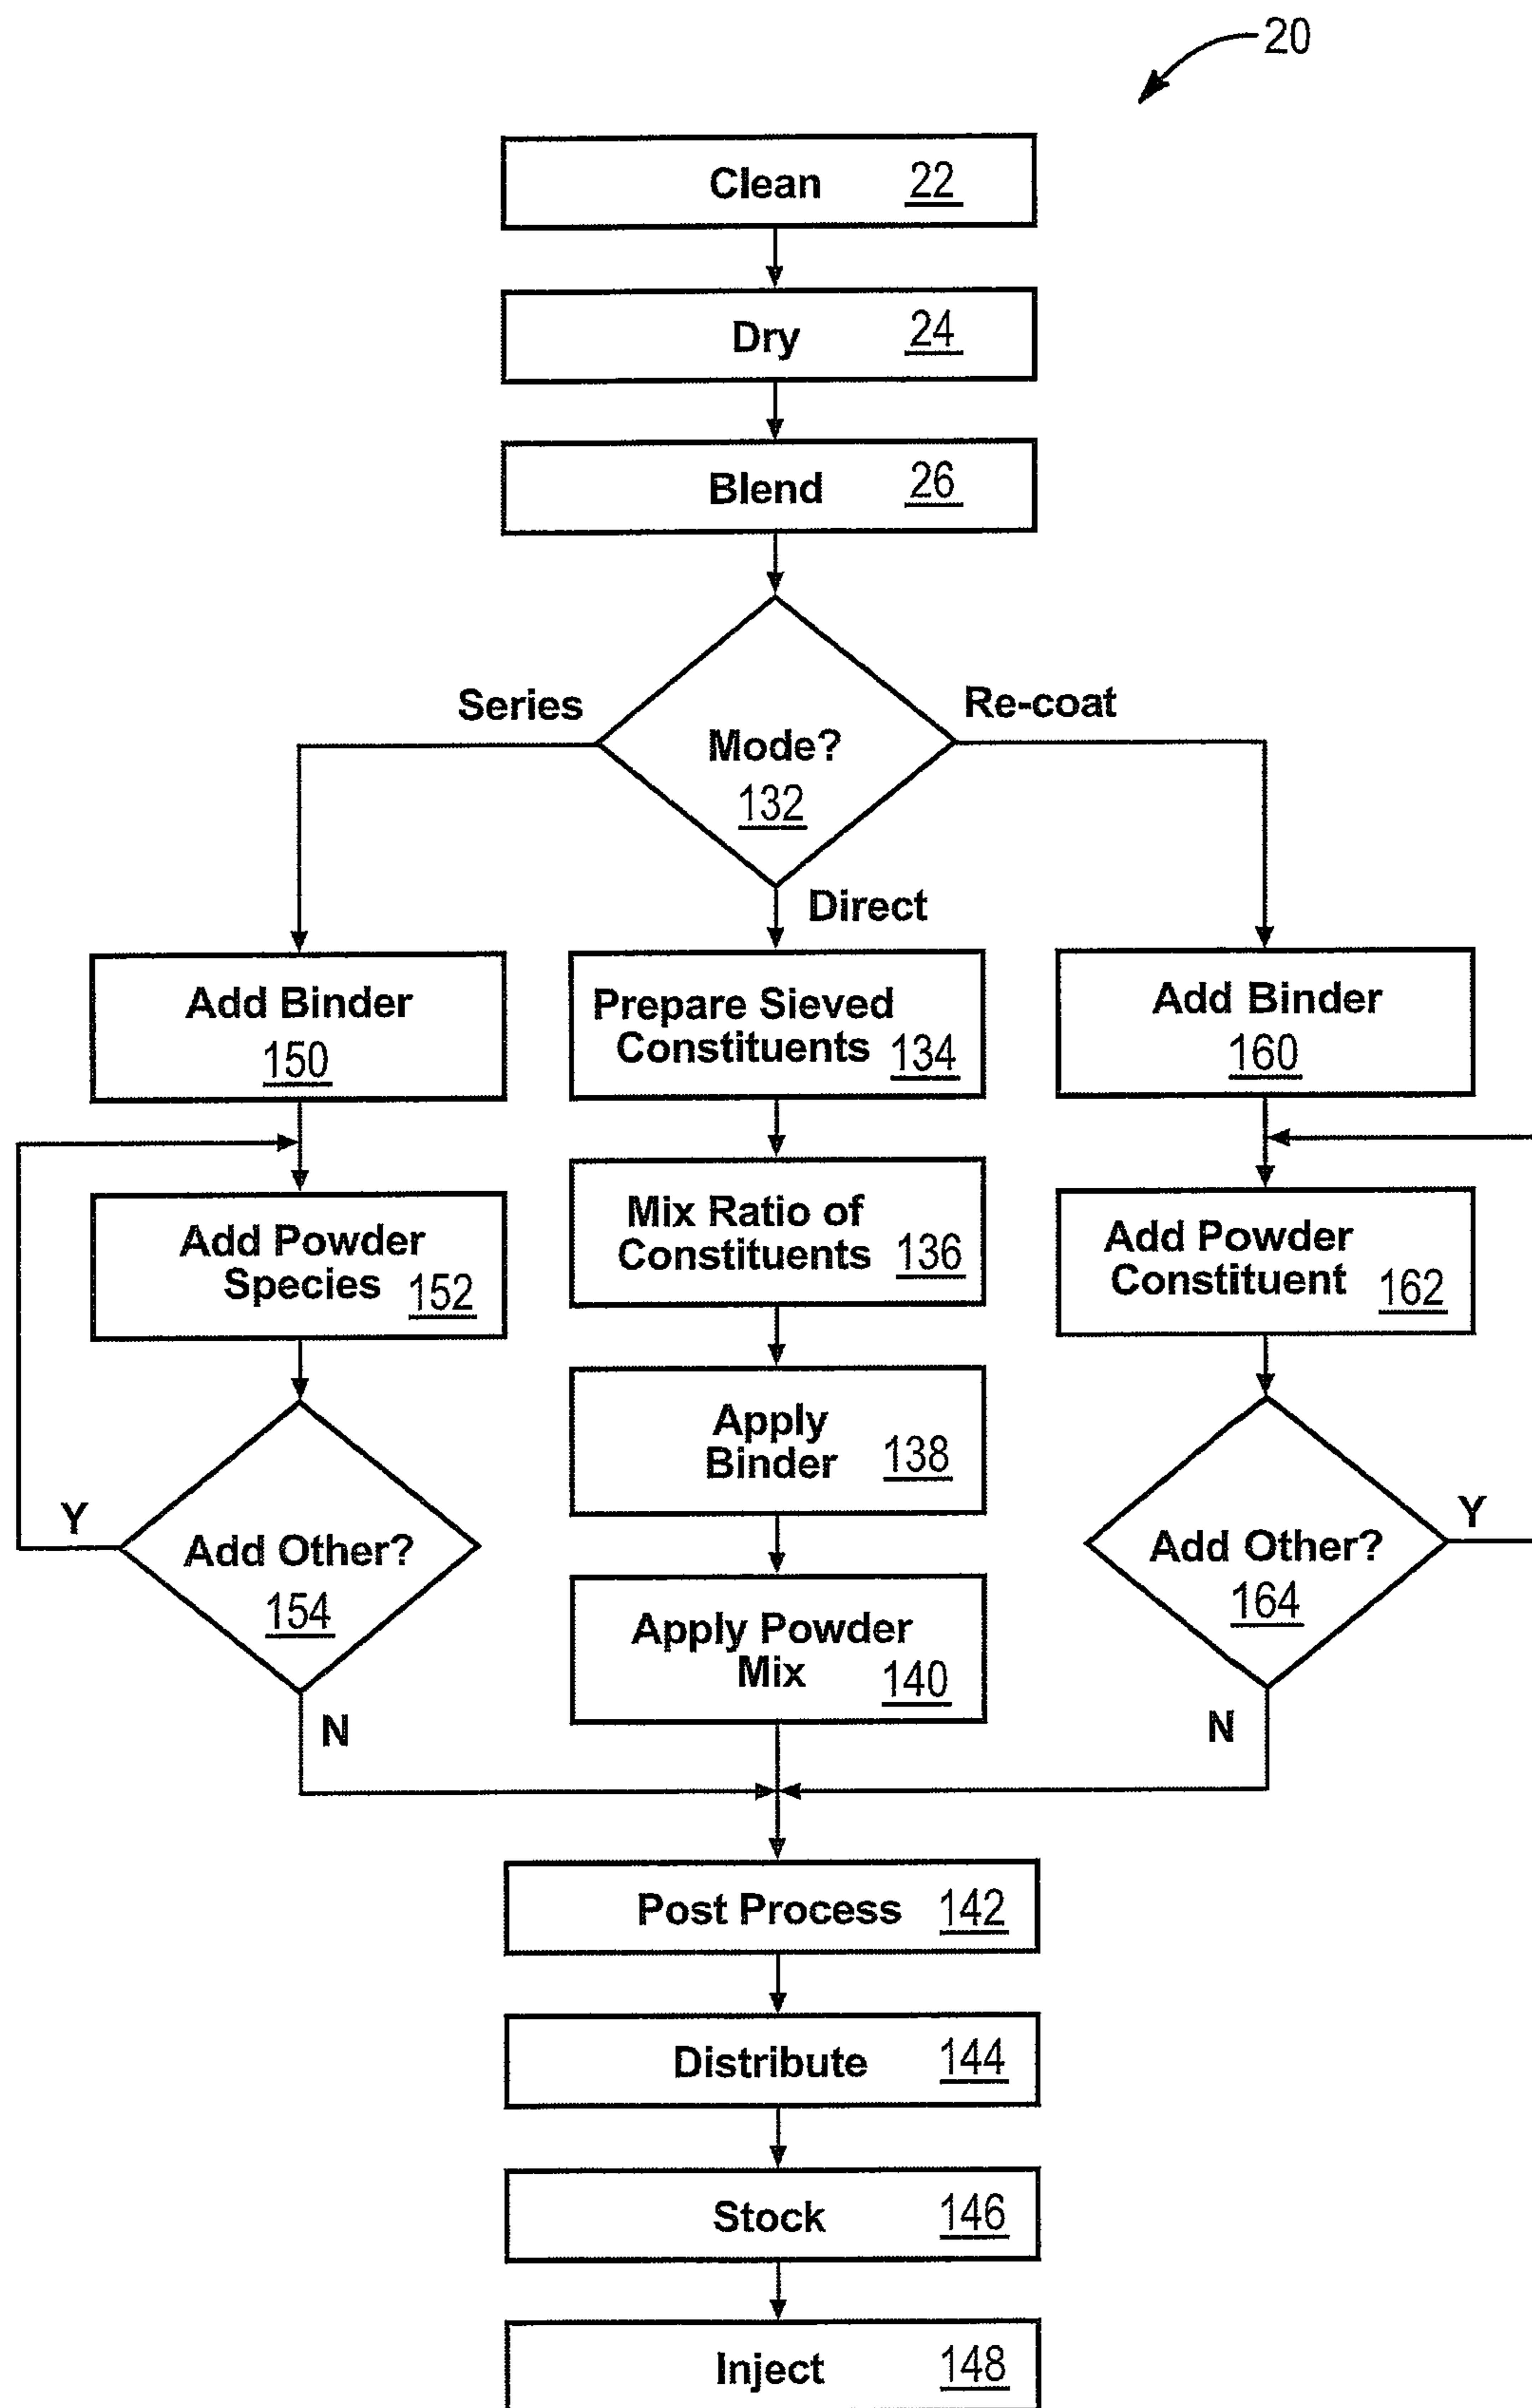 20
Clean 22
Dry 24
Blend 26
Series
Re-coat
Mode?
132
Direct
Add Binder
150
Prepare Sieved
Constituents 134
Add Binder
160
Add Powder
Species 152
Mix Ratio of
Constituents 136
Add Powder
Constituent 162
Apply
Binder 138
Y
Add Other?
154
N
Apply Powder
Mix 140
Y
Add Other?
164
N
Post Process 142
Distribute 144
Stock 146
Inject 148